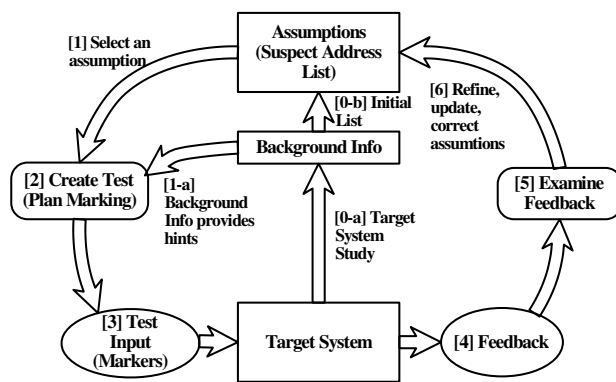 Assumptions
(Suspect Address
List)
[1] Select an
assumption
[0-b] Initial
List
[6] Refine,
update,
correct
assumtions
Background Info
[2] Create Test
(Plan Marking)
[1-a]
Background
Info provides
hints
[0-a] Target
System
Study
[5] Examine
Feedback
[3] Test
Input
(Markers)
Target System
[4] Feedback